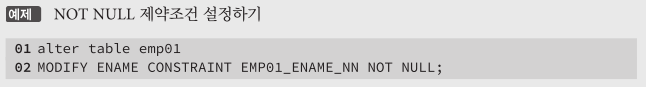 예제 NOT NULL 제약조건 설정하기
01 alter table emp01
02 MODIFY ENAME CONSTRAINT EMP01_ENAME_NN NOT NULL;